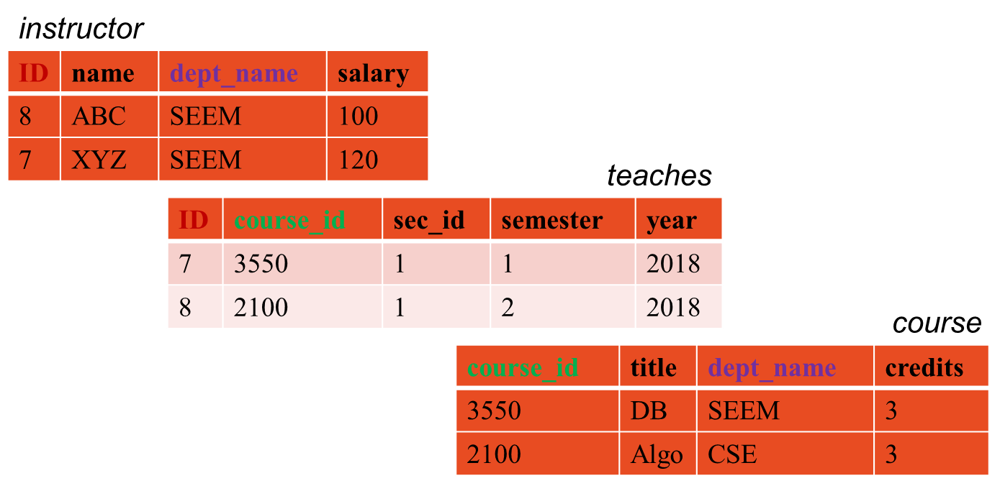 instructor
ID name dept_name salary
8 ABC SEEM 100
7 XYZ SEEM 120
teaches
ID course_id sec_id semester year
7 3550 1 1 2018
8 2100 1 2 2018
course
course_id title dept_name credits
3550 DB SEEM 3
2100 Algo CSE 3